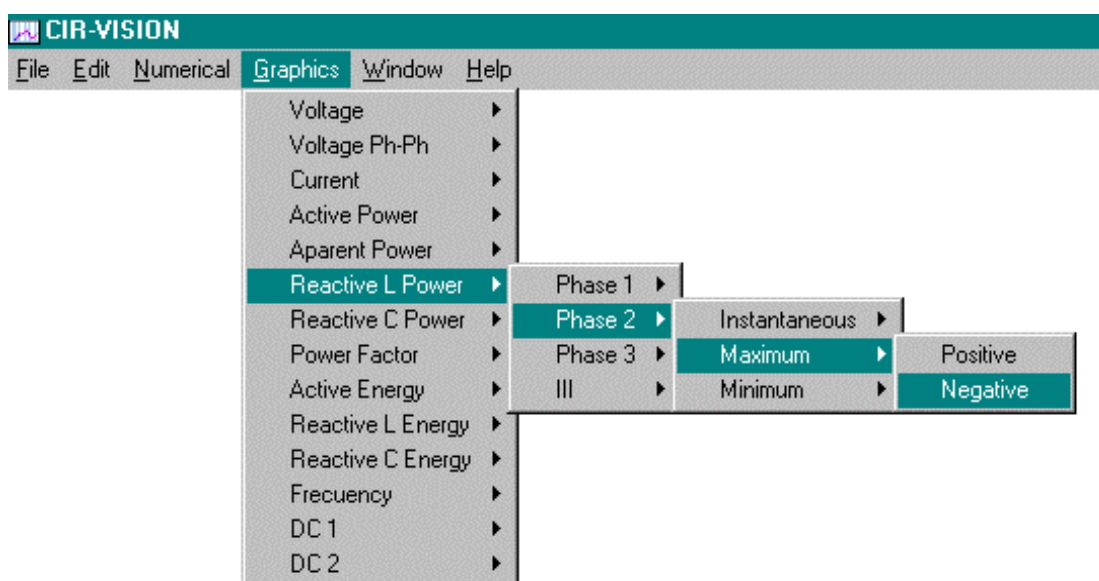 CIR-VISION
File Edit Numerical Graphics Window Help
Voltage
Voltage Ph-Ph
Current
Active Power
Aparent Power
Reactive L Power
Reactive C Power
Power Factor
Active Energy
Reactive L Energy
Reactive C Energy
Frecuency
DC 1
DC 2
Phase 1
Phase 2
Phase 3
III
Instantaneous
Maximum
Minimum
Positive
Negative